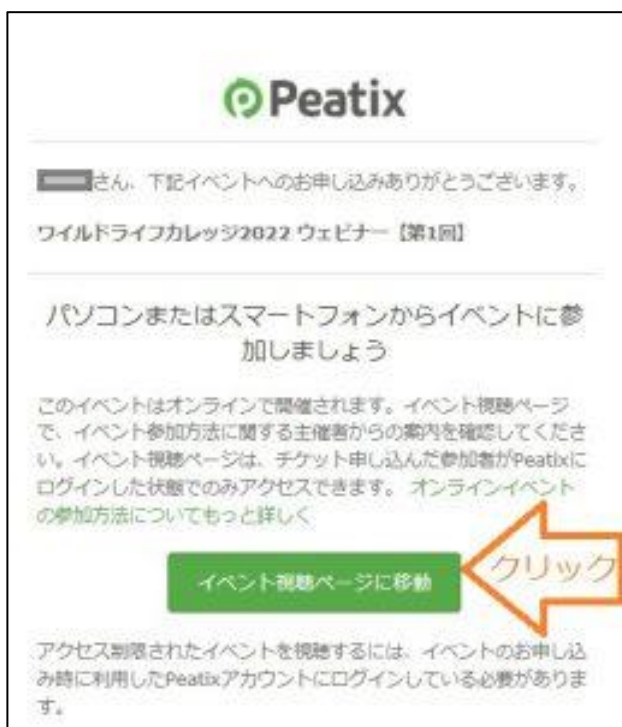 Peatix
さん、下記イベントへのお申し込みありがとうございます。
ワイルドライフカレッジ2022 ウェビナー【第1回】
パソコンまたはスマートフォンからイベントに参
加しましょう
このイベントはオンラインで開催されます。イベント視聴ページ
で、イベント参加方法に関する主催者からの案内を確認してくださ
い。イベント視聴ページは、チケット申し込んだ参加者がPeatixに
ログインした状態でのみアクセスできます。 オンラインイベント
の参加方法についてもっと詳しく
イベント視聴ページに移動
クリック
アクセス制限されたイベントを視聴するには、イベントのお申し込
み時に利用したPeatixアカウントにログインしている必要がありま
す。